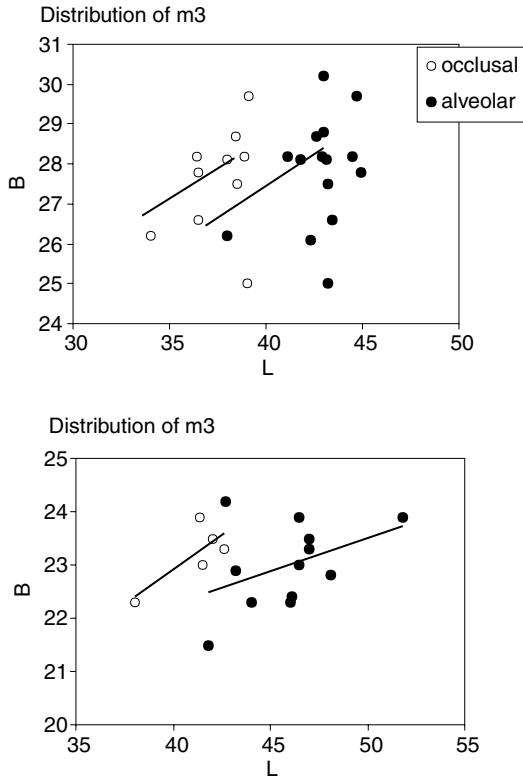 Distribution of m3
31
30
29
28
27
26
25
24
B
30 35 40 45 50
L
occlusal
alveolar
Distribution of m3
25
24
23
22
21
20
B
35 40 45 50 55
L